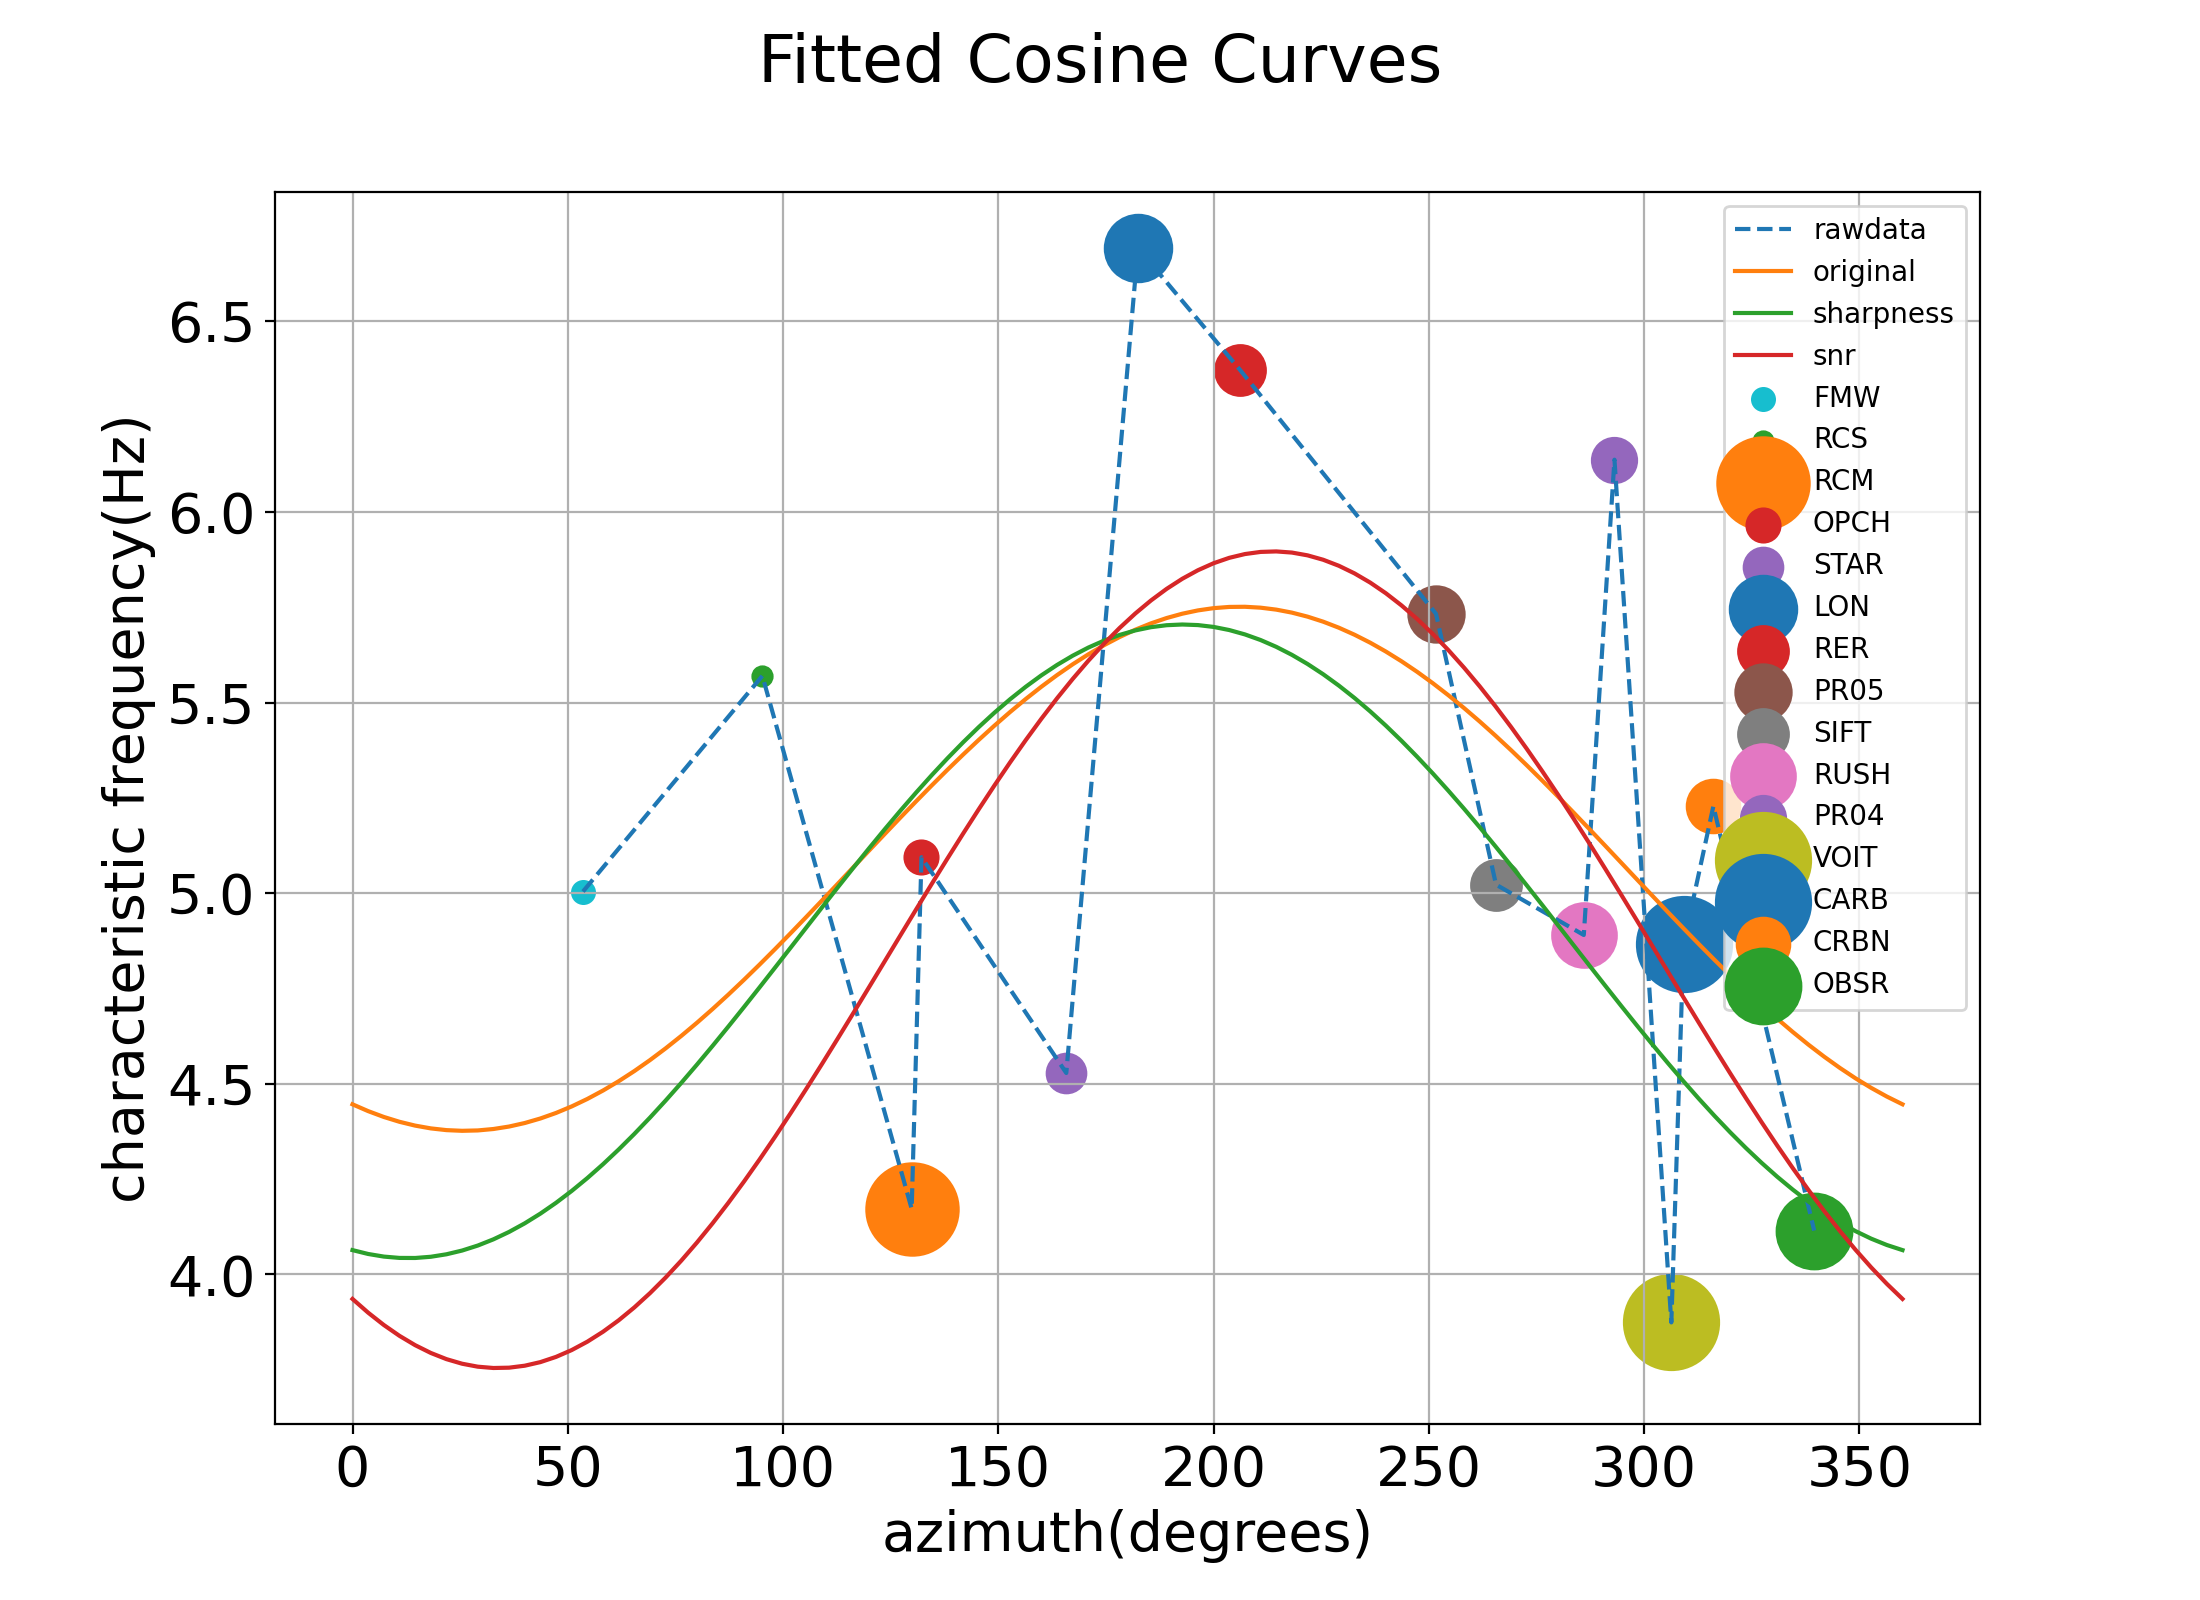 Fitted Cosine Curves
characteristic frequency(Hz)
6.5
6.0
5.5
5.0
4.5
4.0
rawdata
original
sharpness
snr
FMW
RCS
RCM
OPCH
STAR
LON
RER
PR05
SIFT
RUSH
PR04
VOIT
CARB
CRBN
OBSR
0 50 100 150 200 250 300 350
azimuth(degrees)